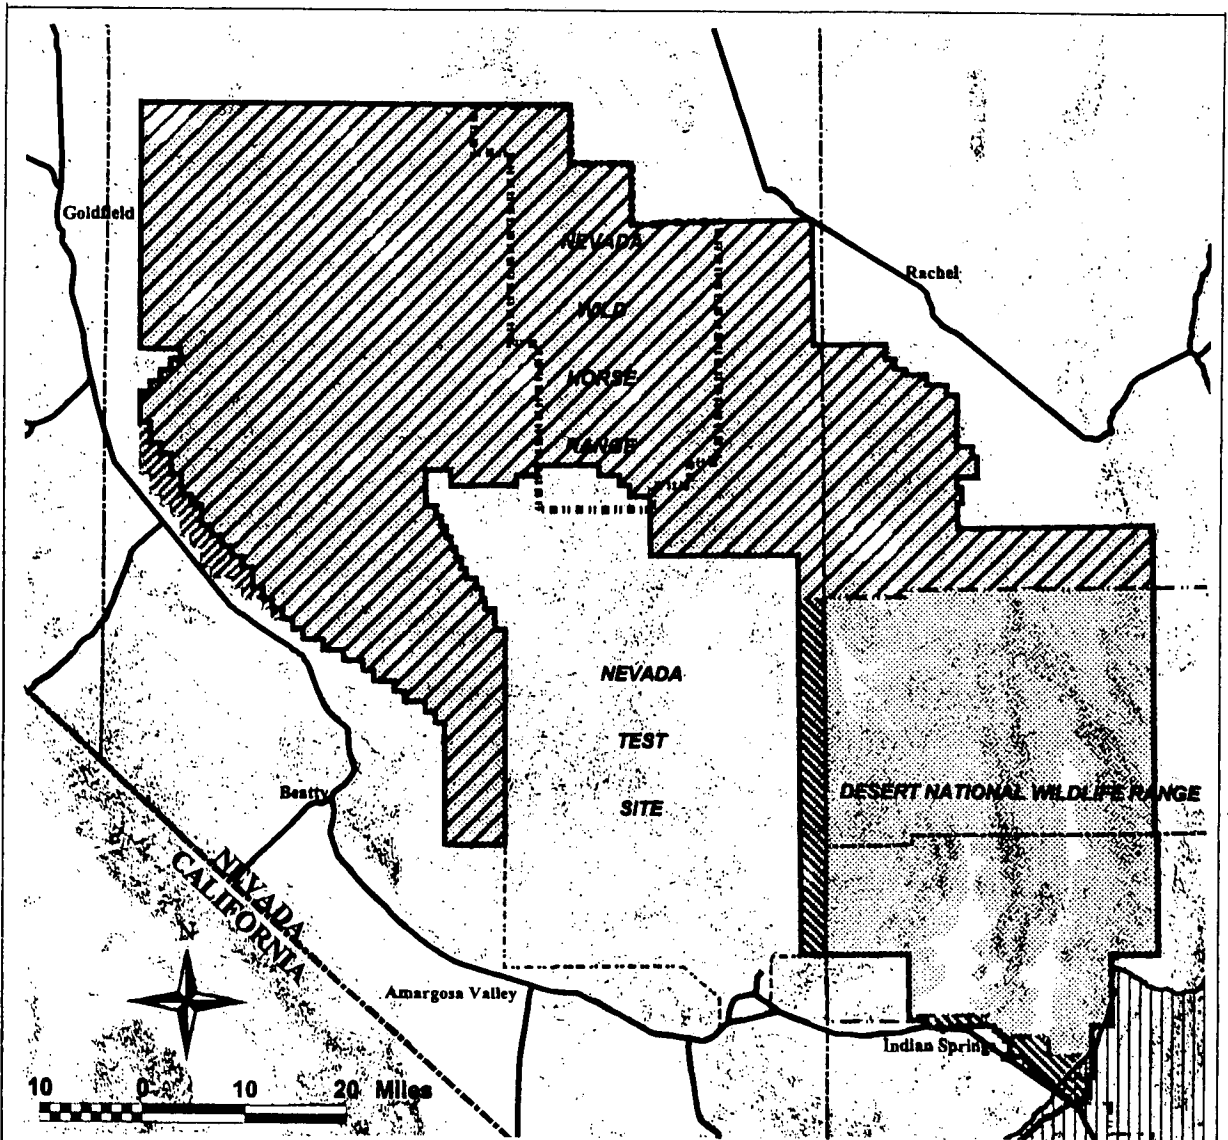 Goldfield
NEVADA
WILD
HORSE
RANGE
Rachel
NEVADA
TEST
SITE
DESERT NATIONAL WILDLIFE RANGE
Beatty
NEVADA
CALIFORNIA
N
Amargosa Valley
Indian Springs
10 0 10 20 Miles